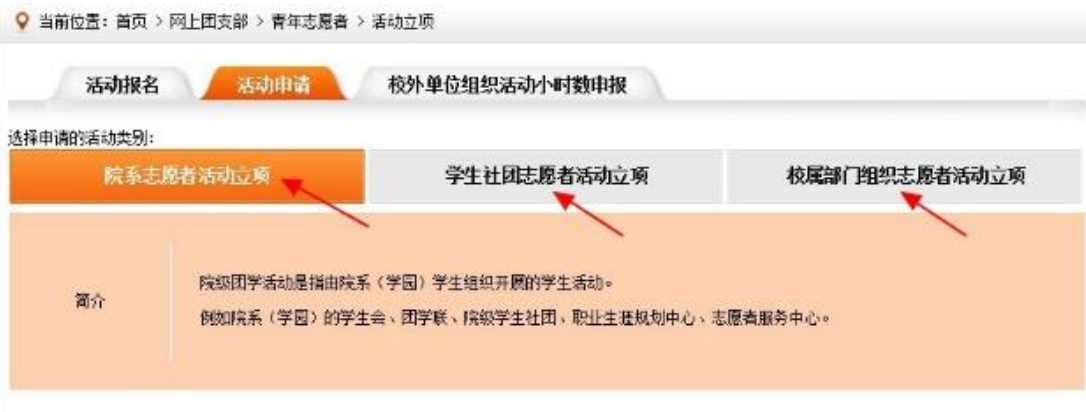 当前位置：首页 > 网上团支部 > 青年志愿者 > 活动立项
活动报名 活动申请 校外单位组织活动小时数申报
选择申请的活动类别：
院系志愿者活动立项 学生社团志愿者活动立项 校属部门组织志愿者活动立项
院级团学活动是指由院系（学园）学生组织开展的学生活动。
简介
例如院系（学园）的学生会、团学联、院级学生社团、职业生涯规划中心、志愿者服务中心。